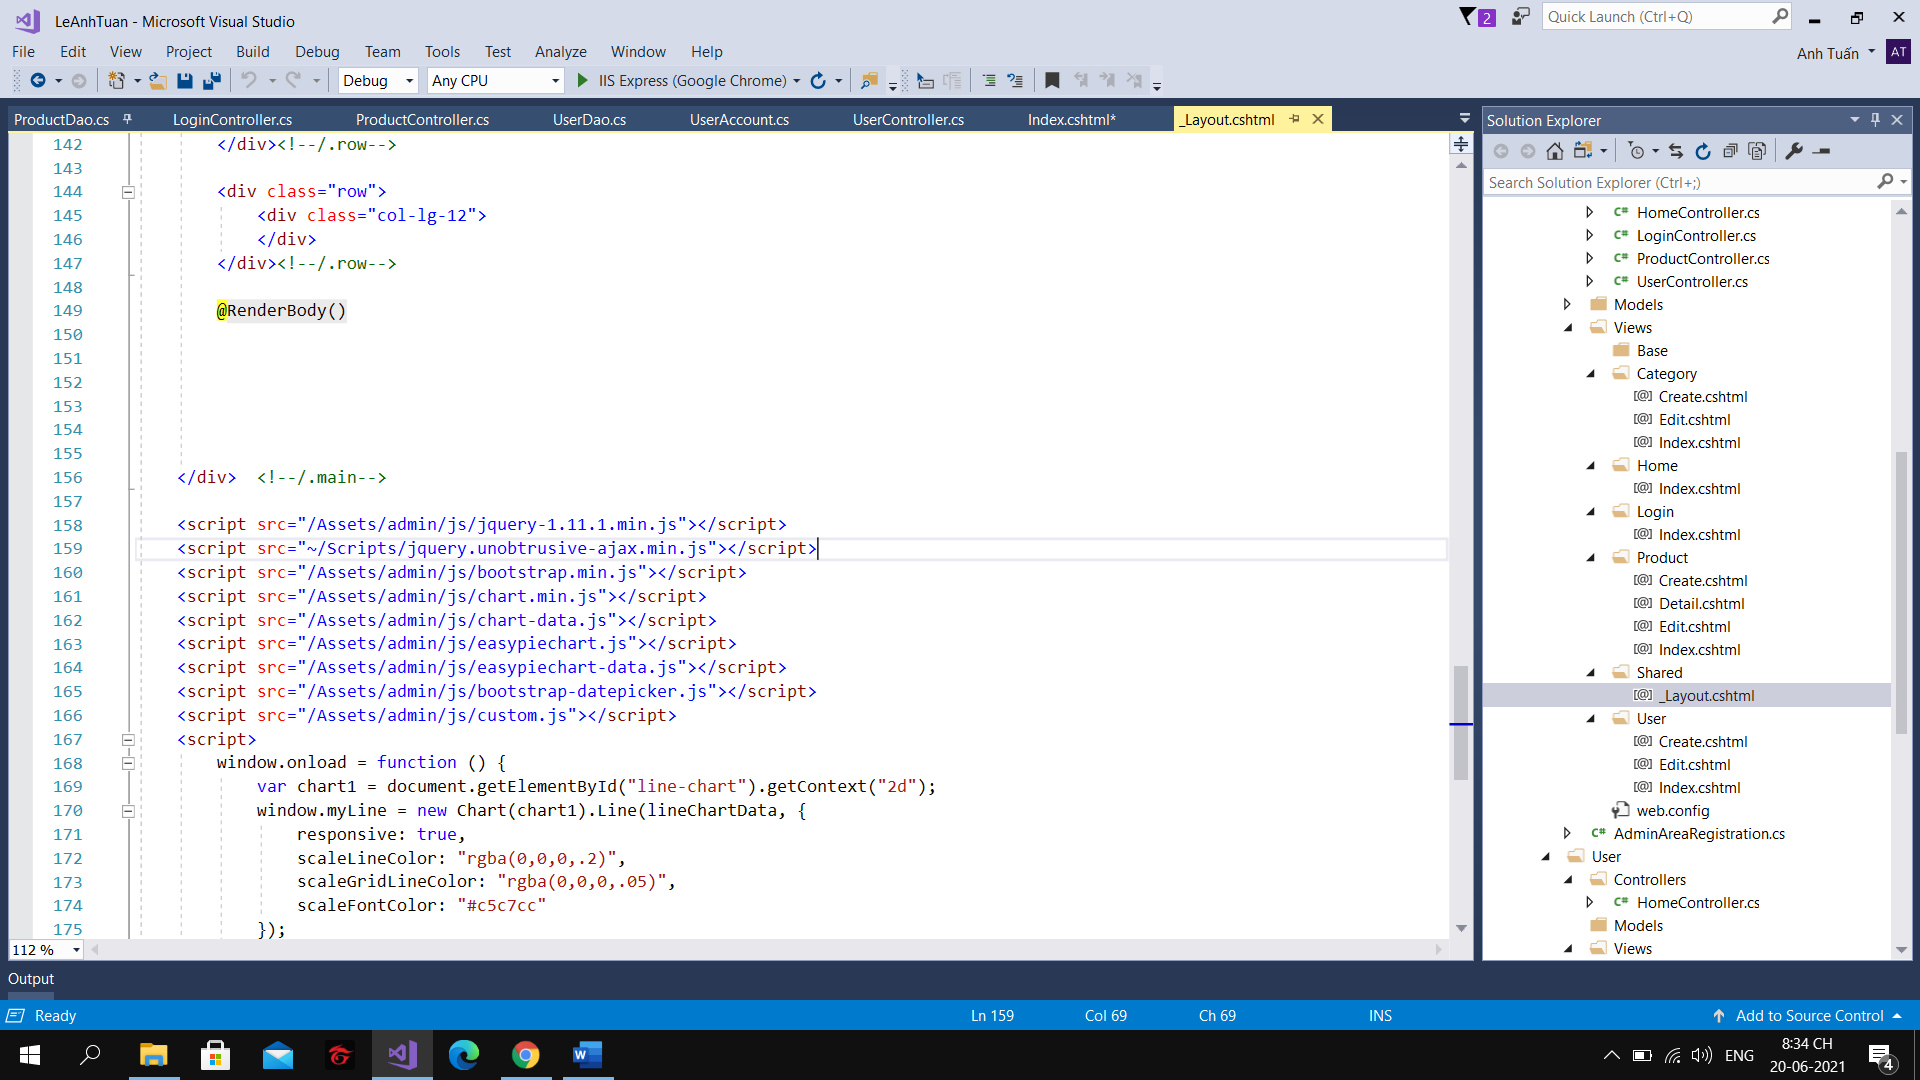 LeAnhTuan - Microsoft Visual Studio
2
Quick Launch (Ctrl+Q)
File Edit View Project Build Debug Team Tools Test Analyze Window Help
Anh Tuấn AT
Debug Any CPU IIS Express (Google Chrome)
ProductDao.cs LoginController.cs ProductController.cs UserDao.cs UserAccount.cs UserController.cs Index.cshtml* _Layout.cshtml
142 </div><!--/.row-->
143
144 <div class="row">
145 <div class="col-lg-12">
146 </div>
147 </div><!--/.row-->
148
149 @RenderBody()
150
151
152
153
154
155
156 </div> <!--/.main-->
157
158 <script src="/Assets/admin/js/jquery-1.11.1.min.js"></script>
159 <script src="~/Scripts/jquery.unobtrusive-ajax.min.js"></script>
160 <script src="/Assets/admin/js/bootstrap.min.js"></script>
161 <script src="/Assets/admin/js/chart.min.js"></script>
162 <script src="/Assets/admin/js/chart-data.js"></script>
163 <script src="/Assets/admin/js/easypiechart.js"></script>
164 <script src="/Assets/admin/js/easypiechart-data.js"></script>
165 <script src="/Assets/admin/js/bootstrap-datepicker.js"></script>
166 <script src="/Assets/admin/js/custom.js"></script>
167 <script>
168 window.onload = function () {
169 var chart1 = document.getElementById("line-chart").getContext("2d");
170 window.myLine = new Chart(chart1).Line(lineChartData, {
171 responsive: true,
172 scaleLineColor: "rgba(0,0,0,.2)",
173 scaleGridLineColor: "rgba(0,0,0,.05)",
174 scaleFontColor: "#c5c7cc"
175 });
112 %
Solution Explorer
Search Solution Explorer (Ctrl+;)
C# HomeController.cs
C# LoginController.cs
C# ProductController.cs
C# UserController.cs
Models
Views
Base
Category
[@] Create.cshtml
[@] Edit.cshtml
[@] Index.cshtml
Home
[@] Index.cshtml
Login
[@] Index.cshtml
Product
[@] Create.cshtml
[@] Detail.cshtml
[@] Edit.cshtml
[@] Index.cshtml
Shared
[@] _Layout.cshtml
User
[@] Create.cshtml
[@] Edit.cshtml
[@] Index.cshtml
web.config
C# AdminAreaRegistration.cs
User
Controllers
C# HomeController.cs
Models
Views
Output
Ready Ln 159 Col 69 Ch 69 INS Add to Source Control
W
ENG
8:34 CH
20-06-2021
4